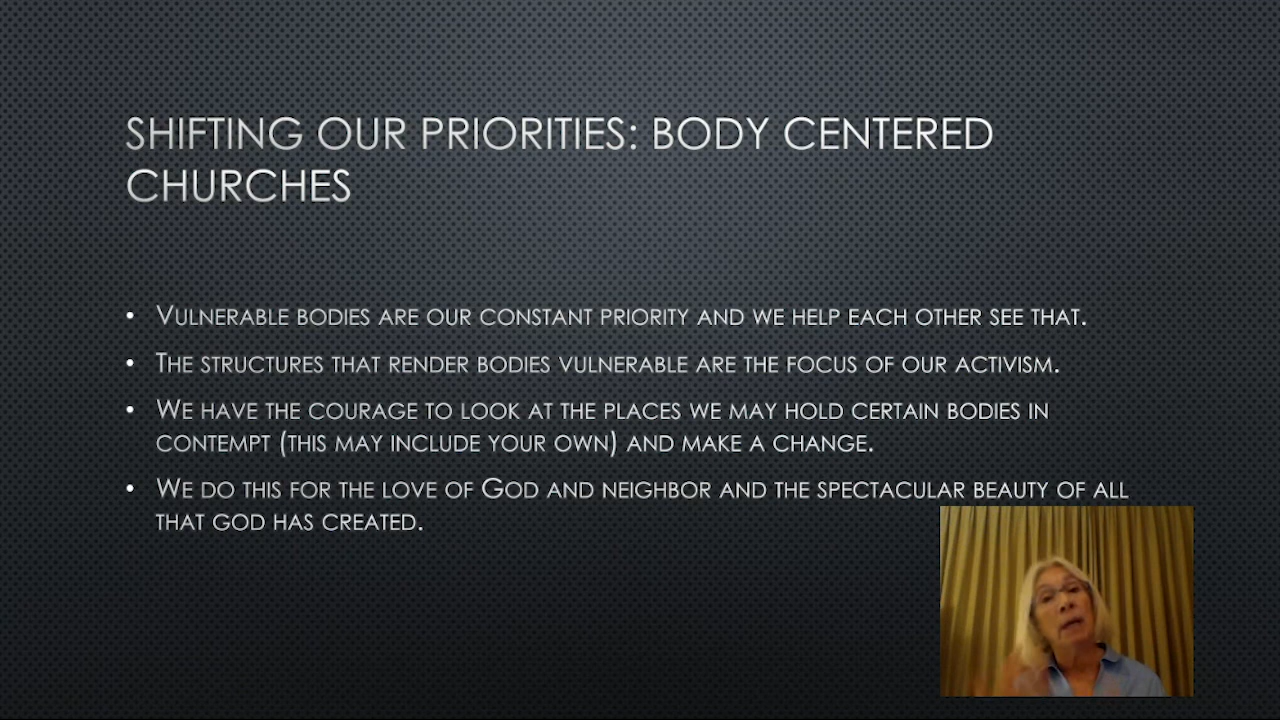 SHIFTING OUR PRIORITIES: BODY CENTERED
CHURCHES
• VULNERABLE BODIES ARE OUR CONSTANT PRIORITY AND WE HELP EACH OTHER SEE THAT.
• THE STRUCTURES THAT RENDER BODIES VULNERABLE ARE THE FOCUS OF OUR ACTIVISM.
• WE HAVE THE COURAGE TO LOOK AT THE PLACES WE MAY HOLD CERTAIN BODIES IN
CONTEMPT (THIS MAY INCLUDE YOUR OWN) AND MAKE A CHANGE.
• WE DO THIS FOR THE LOVE OF GOD AND NEIGHBOR AND THE SPECTACULAR BEAUTY OF ALL
THAT GOD HAS CREATED.